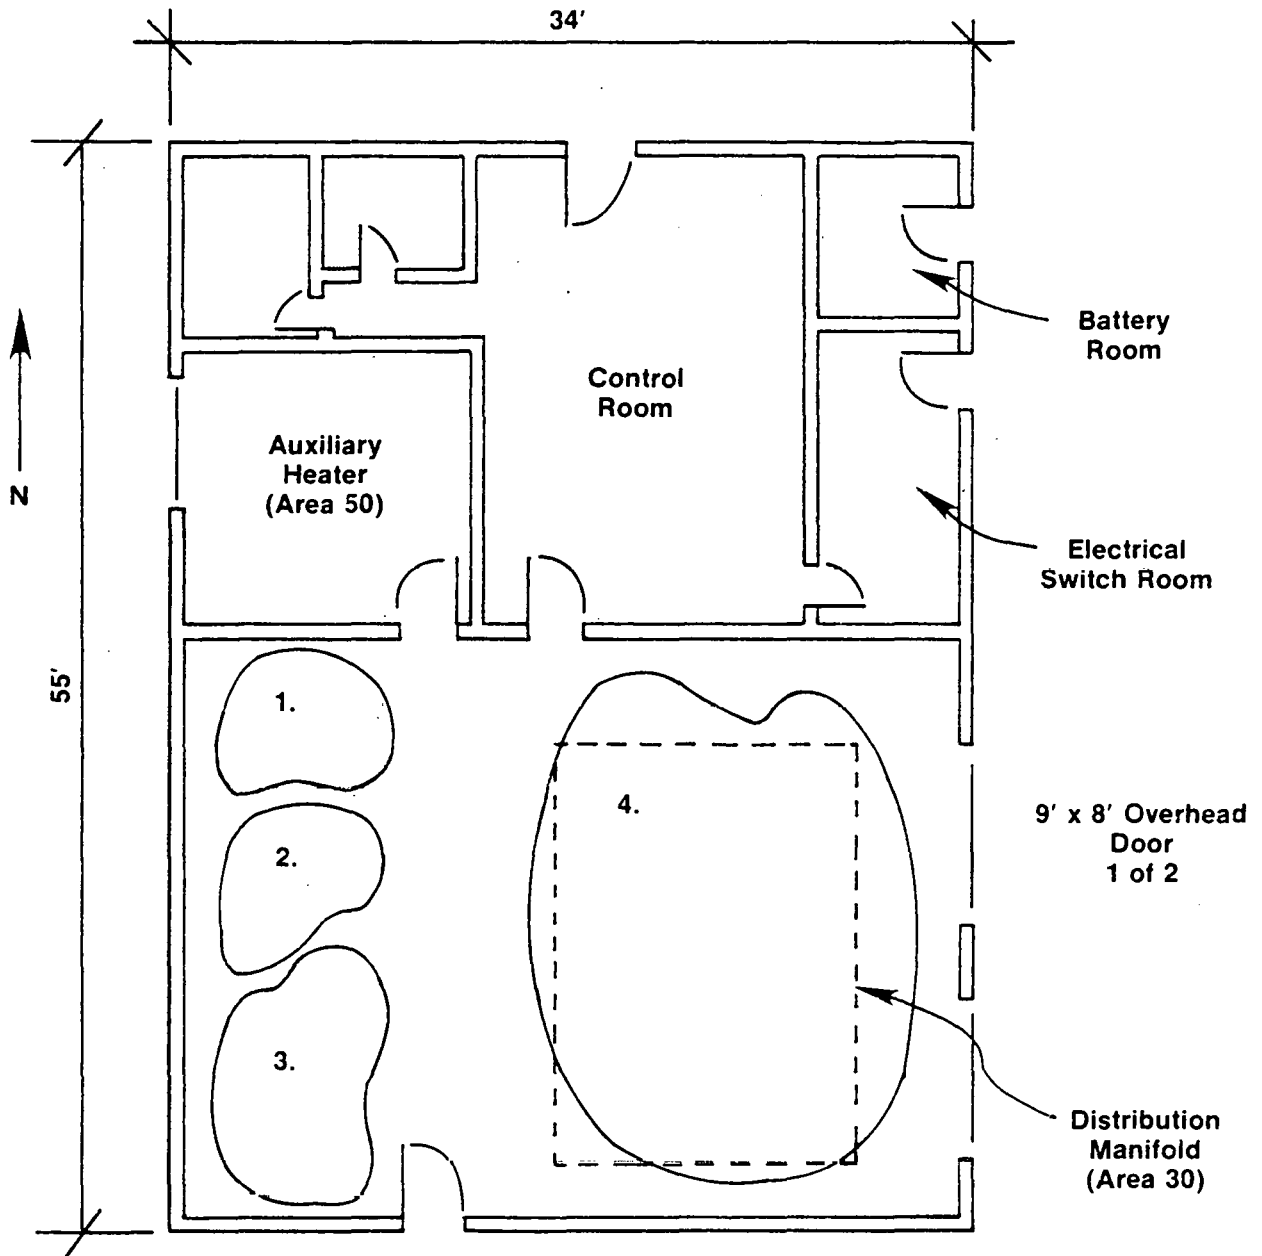 34′
Battery
Room
Control
Room
Auxiliary
Heater
(Area 50)
N
Electrical
Switch Room
55′
1.
2.
3.
4.
9′ x 8′ Overhead
Door
1 of 2
Distribution
Manifold
(Area 30)